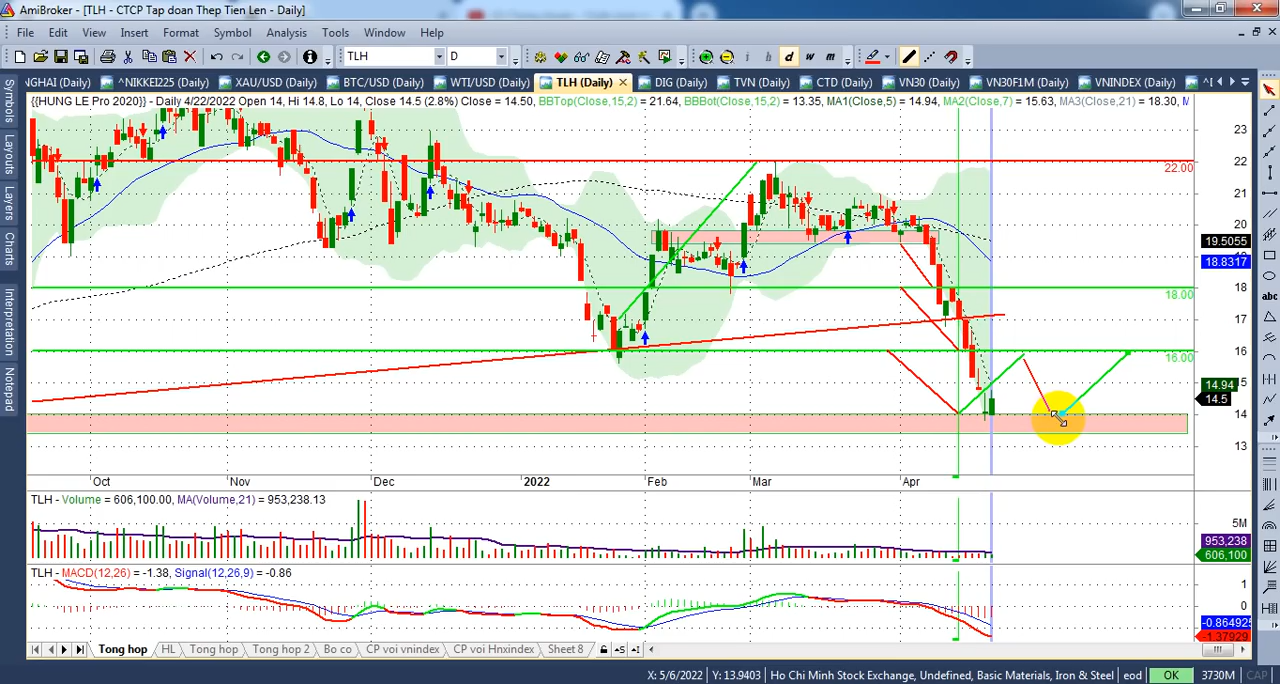 AmiBroker - [TLH - CTCP Tap doan Thep Tien Len - Daily]
File Edit View Insert Format Symbol Analysis Tools Window Help
TLH D i h d w m
NGHAI (Daily) ^NIKKEI225 (Daily) XAU/USD (Daily) BTC/USD (Daily) WTI/USD (Daily) TLH (Daily) DIG (Daily) TVN (Daily) CTD (Daily) VN30 (Daily) VN30F1M (Daily) VNINDEX (Daily)
{{HUNG LE Pro 2020}} - Daily 4/22/2022 Open 14, Hi 14.8, Lo 14, Close 14.5 (2.8%) Close = 14.50, BBTop(Close,15,2) = 21.64, BBBot(Close,15,2) = 13.35, MA1(Close,5) = 14.94, MA2(Close,7) = 15.63, MA3(Close,21) = 18.30,
Symbols
Layouts
Layers
Charts
Interpretation
Notepad
abc
23
22
22.00
21
20
19.5055
18.8317
18
18.00
17
16
16.00
14.94
14.5
14
13
Oct Nov Dec 2022 Feb Mar Apr
TLH - Volume = 606,100.00, MA(Volume,21) = 953,238.13
5M
953,238
606,100
TLH - MACD(12,26) = -1.38, Signal(12,26,9) = -0.86
1
0
-0.864925
-1.37929
Tong hop HL Tong hop Tong hop 2 Bo co CP voi vnindex CP voi Hnxindex Sheet 8
X: 5/6/2022 Y: 13.9403 Ho Chi Minh Stock Exchange, Undefined, Basic Materials, Iron & Steel eod OK 3730M CAP